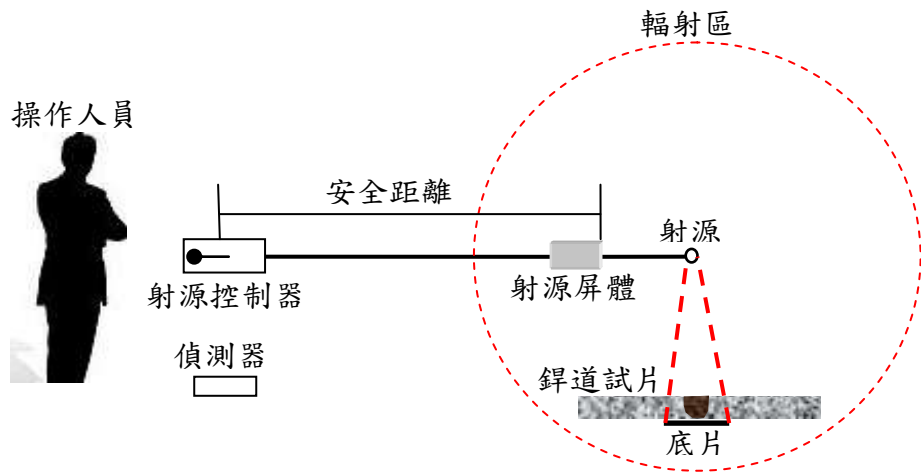 輻射區
操作人員
安全距離
射源
射源控制器
射源屏體
偵測器
銲道試片
底片